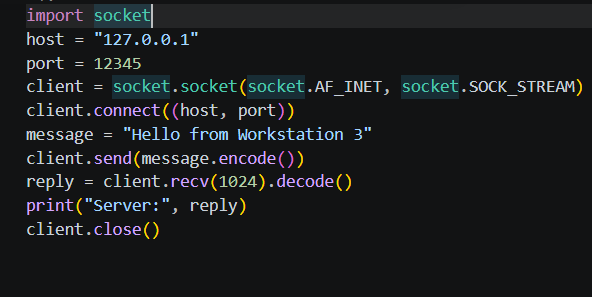 import socket
host = "127.0.0.1"
port = 12345
client = socket.socket(socket.AF_INET, socket.SOCK_STREAM)
client.connect((host, port))
message = "Hello from Workstation 3"
client.send(message.encode())
reply = client.recv(1024).decode()
print("Server:", reply)
client.close()